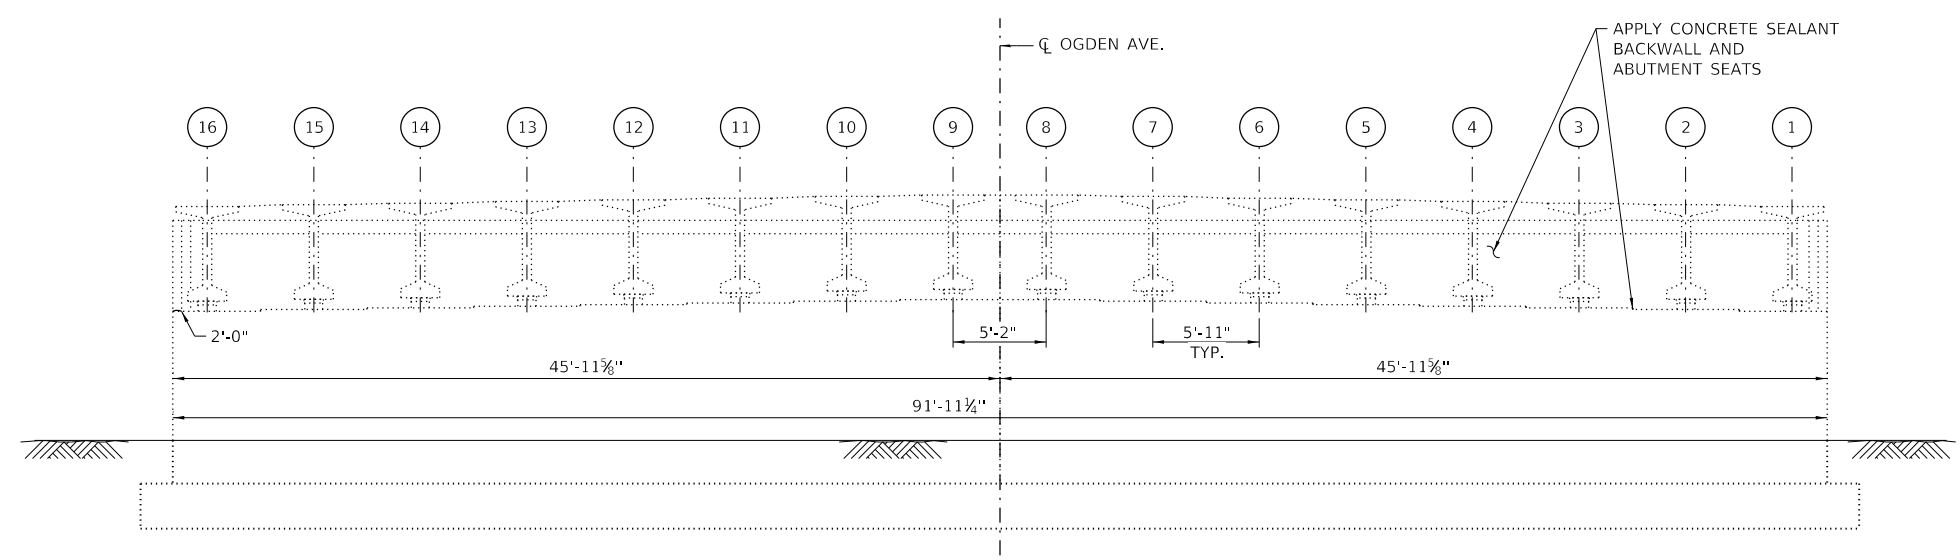 ℄ OGDEN AVE.
APPLY CONCRETE SEALANT
BACKWALL AND
ABUTMENT SEATS
16 15 14 13 12 11 10 9 8 7 6 5 4 3 2 1
2'-0"
5'-2"
5'-11"
TYP.
45'-11⅝"
45'-11⅝"
91'-11¼"